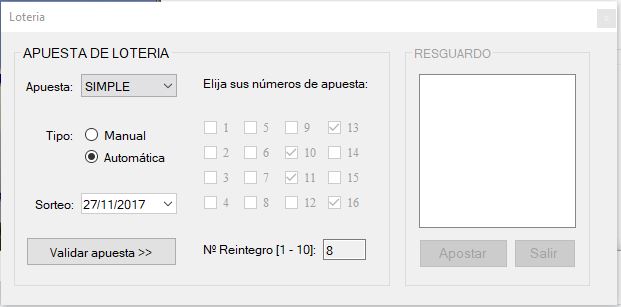 Loteria
APUESTA DE LOTERIA
Apuesta: SIMPLE
Elija sus números de apuesta:
Tipo: Manual
Automática
1 5 9 13
2 6 10 14
3 7 11 15
4 8 12 16
Sorteo: 27/11/2017
Validar apuesta >>
Nº Reintegro [1 - 10]: 8
RESGUARDO
Apostar Salir